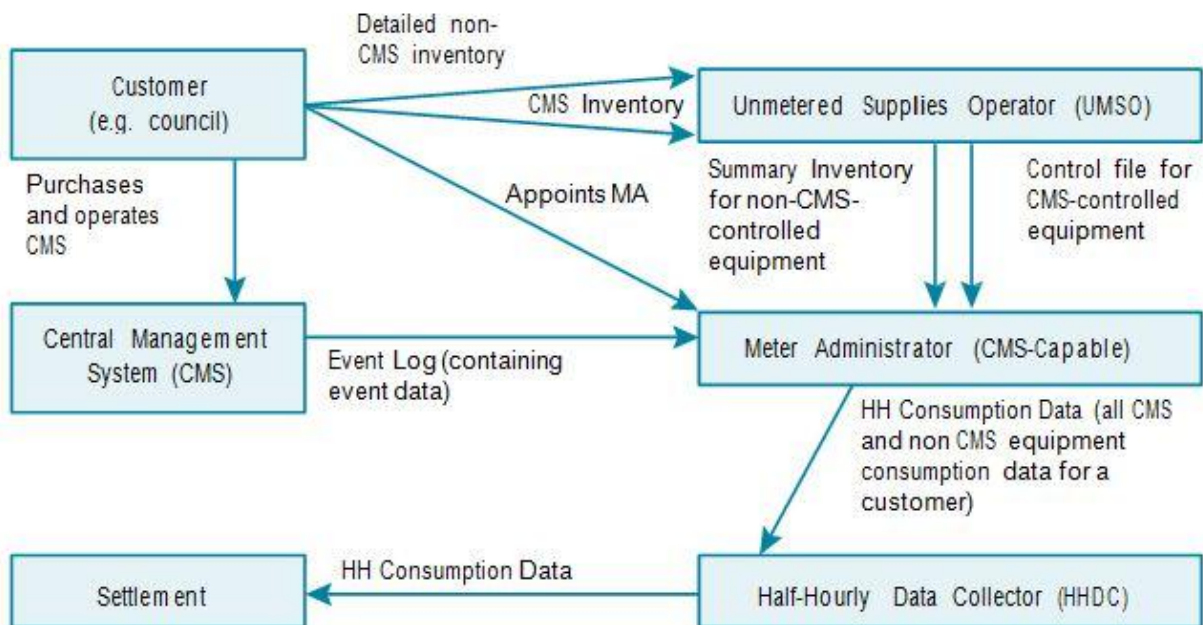 Detailed non-
CMS inventory
Customer
(e.g. council)
CMS Inventory
Unmetered Supplies Operator (UMSO)
Purchases
and operates
CMS
Appoints MA
Summary Inventory
for non-CMS-
controlled
equipment
Control file for
CMS-controlled
equipment
Central Management
System (CMS)
Event Log (containing
event data)
Meter Administrator (CMS-Capable)
HH Consumption Data (all CMS
and non CMS equipment
consumption data for a
customer)
Settlement
HH Consumption Data
Half-Hourly Data Collector (HHDC)